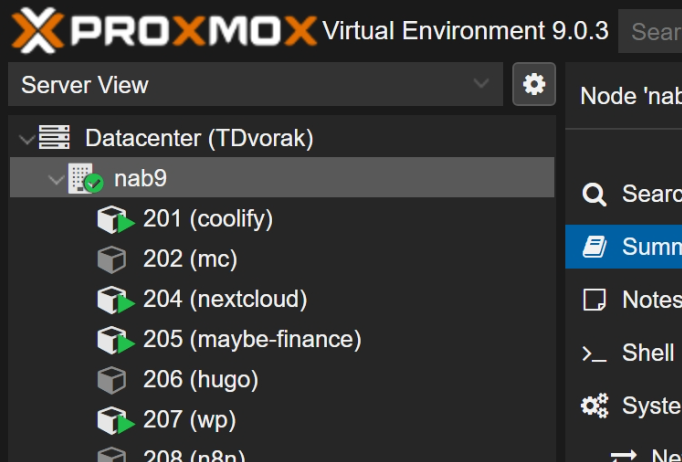 PROXMOX Virtual Environment 9.0.3 Sear
Server View
Node 'nab
Datacenter (TDvorak)
nab9
Searc
201 (coolify)
Summ
202 (mc)
Notes
204 (nextcloud)
>_ Shell
205 (maybe-finance)
206 (hugo)
Syste
207 (wp)
208 (n8n)
Ne